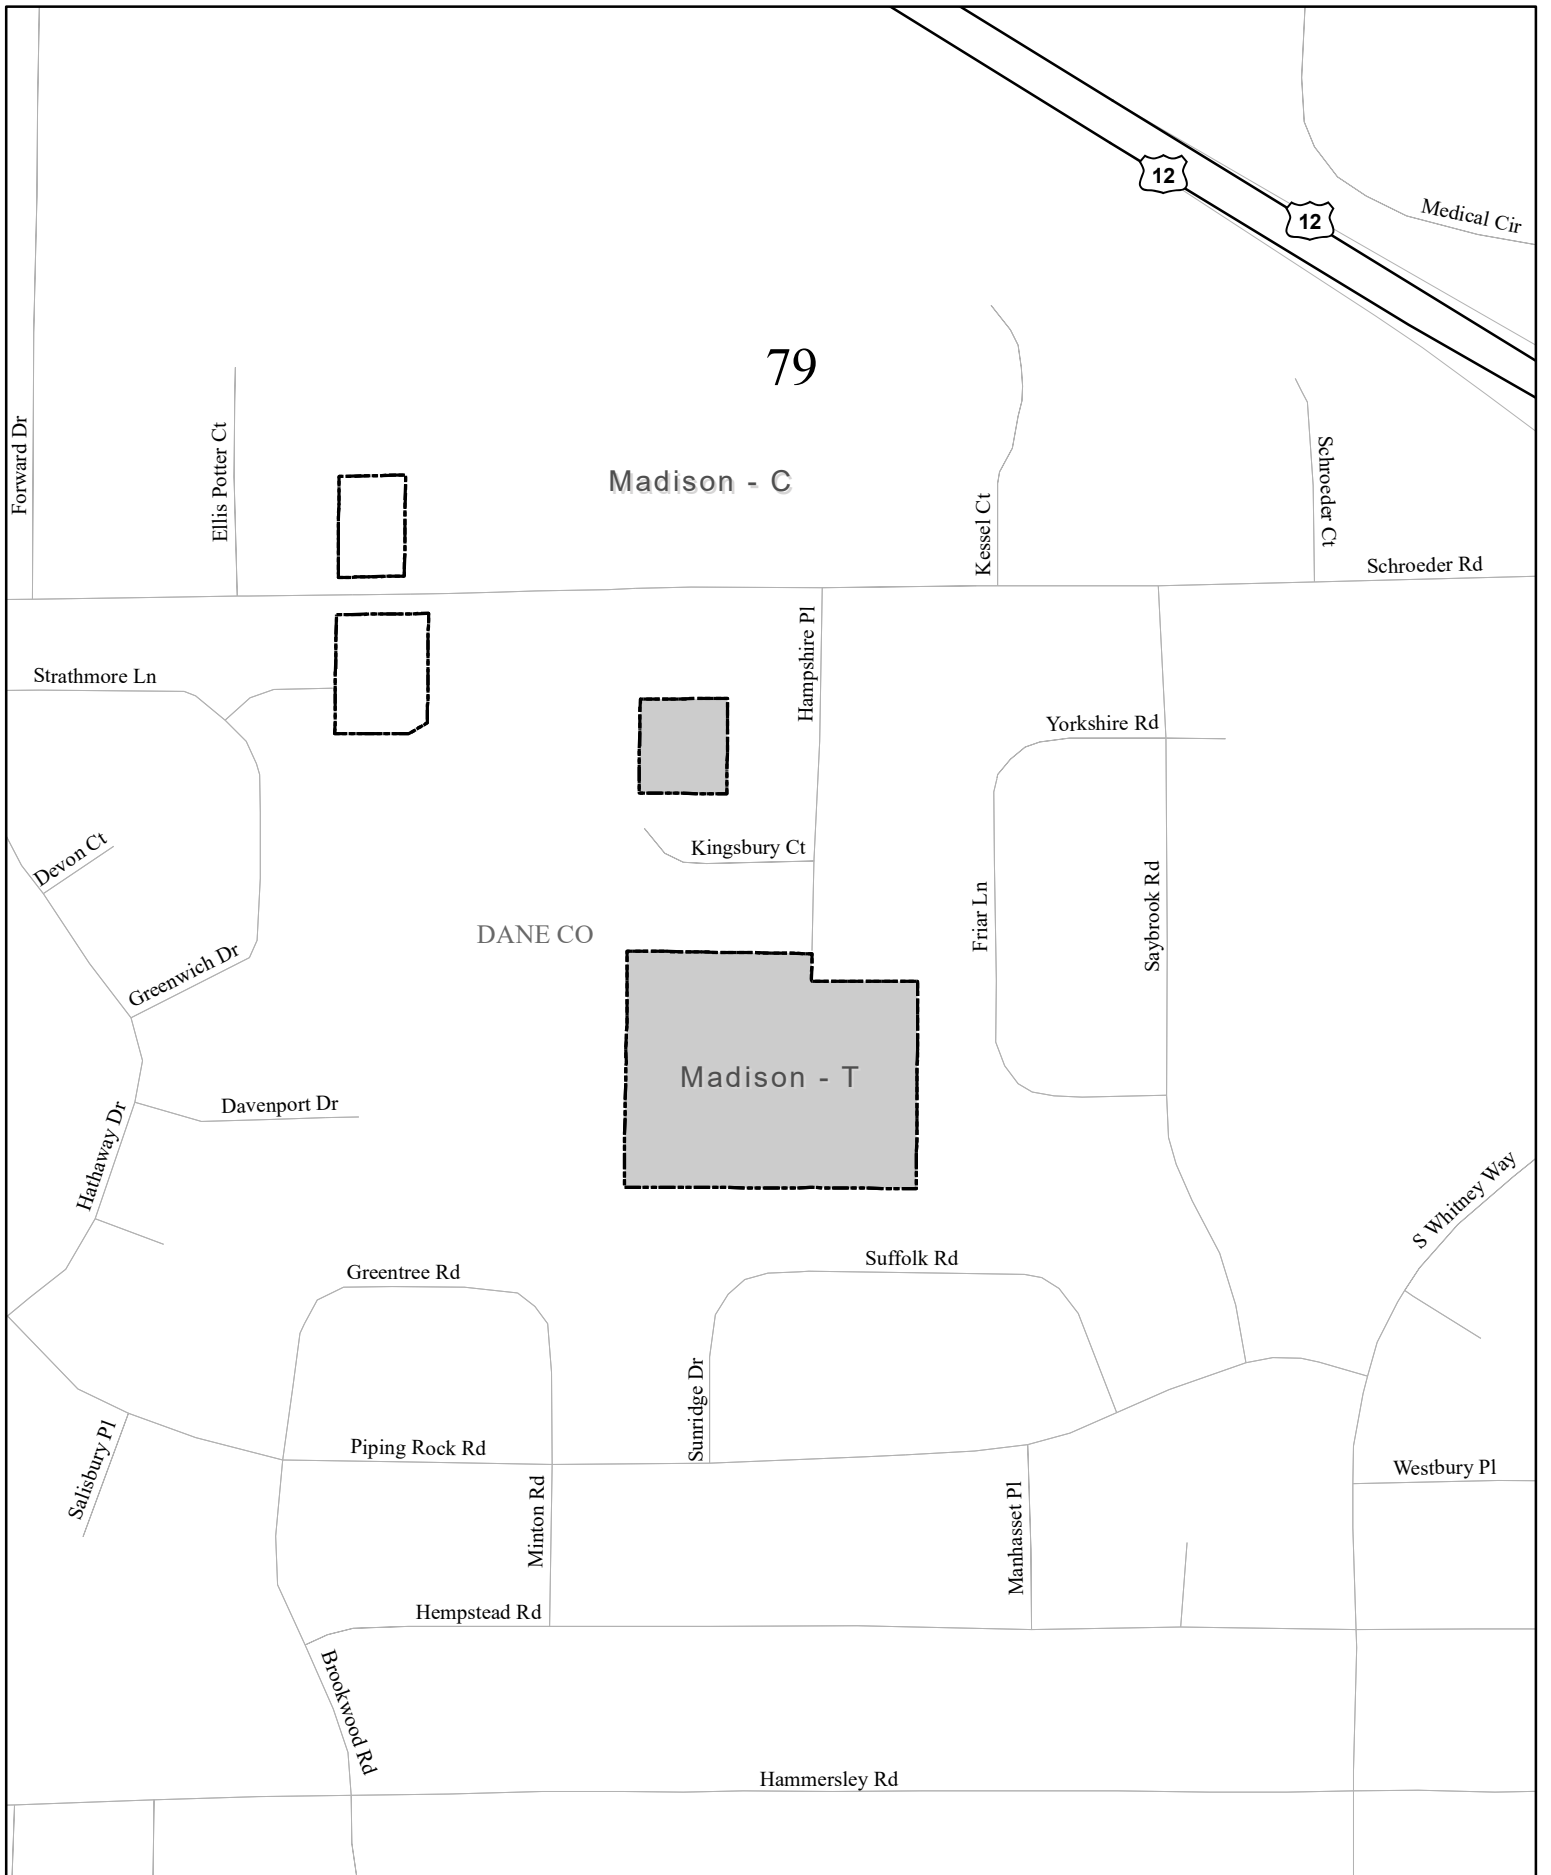 12
12
Medical Cir
79
Forward Dr
Ellis Potter Ct
Madison - C
Kessel Ct
Schroeder Ct
Schroeder Rd
Hampshire Pl
Strathmore Ln
Yorkshire Rd
Devon Ct
Kingsbury Ct
Friar Ln
Saybrook Rd
DANE CO
Greenwich Dr
Madison - T
Davenport Dr
Hathaway Dr
S Whitney Way
Greentree Rd
Suffolk Rd
Sunridge Dr
Salisbury Pl
Piping Rock Rd
Minton Rd
Manhasset Pl
Westbury Pl
Hempstead Rd
Brookwood Rd
Hammersley Rd